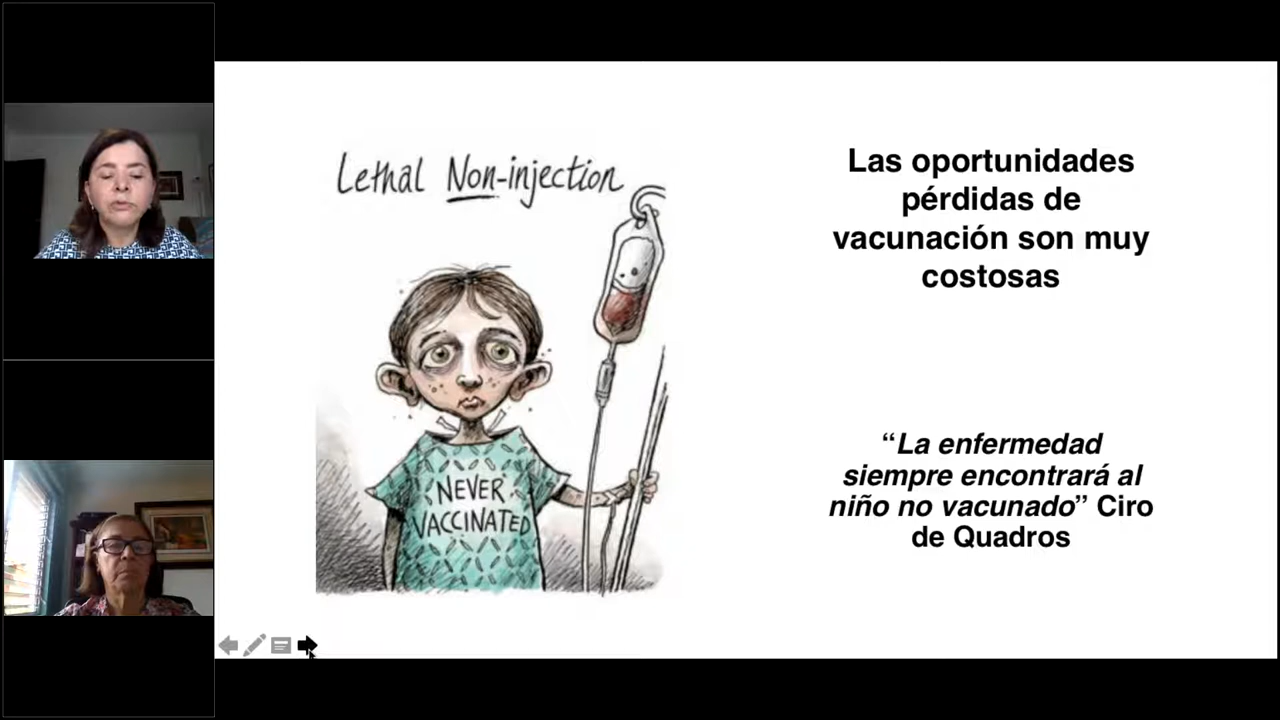 Lethal Non-injection
NEVER
VACCINATED
Las oportunidades
pérdidas de
vacunación son muy
costosas
“La enfermedad
siempre encontrará al
niño no vacunado” Ciro
de Quadros